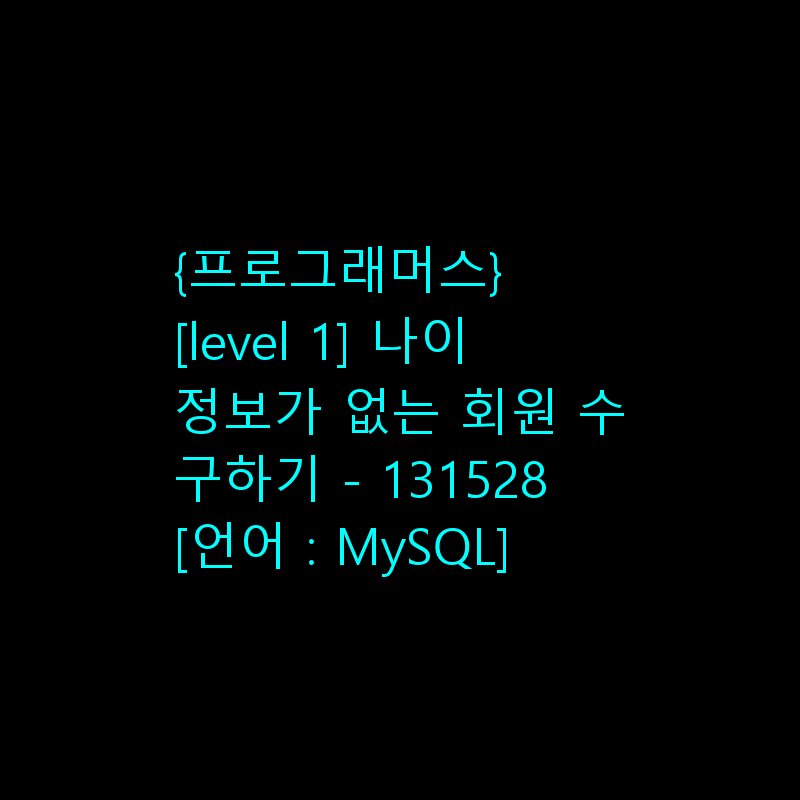 {프로그래머스}
[level 1] 나이
정보가 없는 회원 수
구하기 - 131528
[언어 : MySQL]